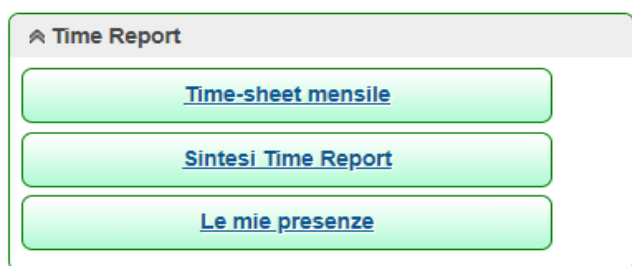 Time Report
Time-sheet mensile
Sintesi Time Report
Le mie presenze